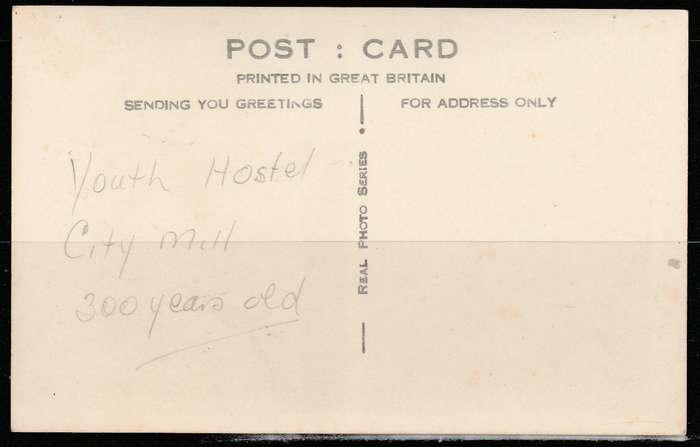 POST : CARD
PRINTED IN GREAT BRITAIN
SENDING YOU GREETINGS
FOR ADDRESS ONLY
Youth Hostel
City Mill
300 years old
REAL PHOTO SERIES